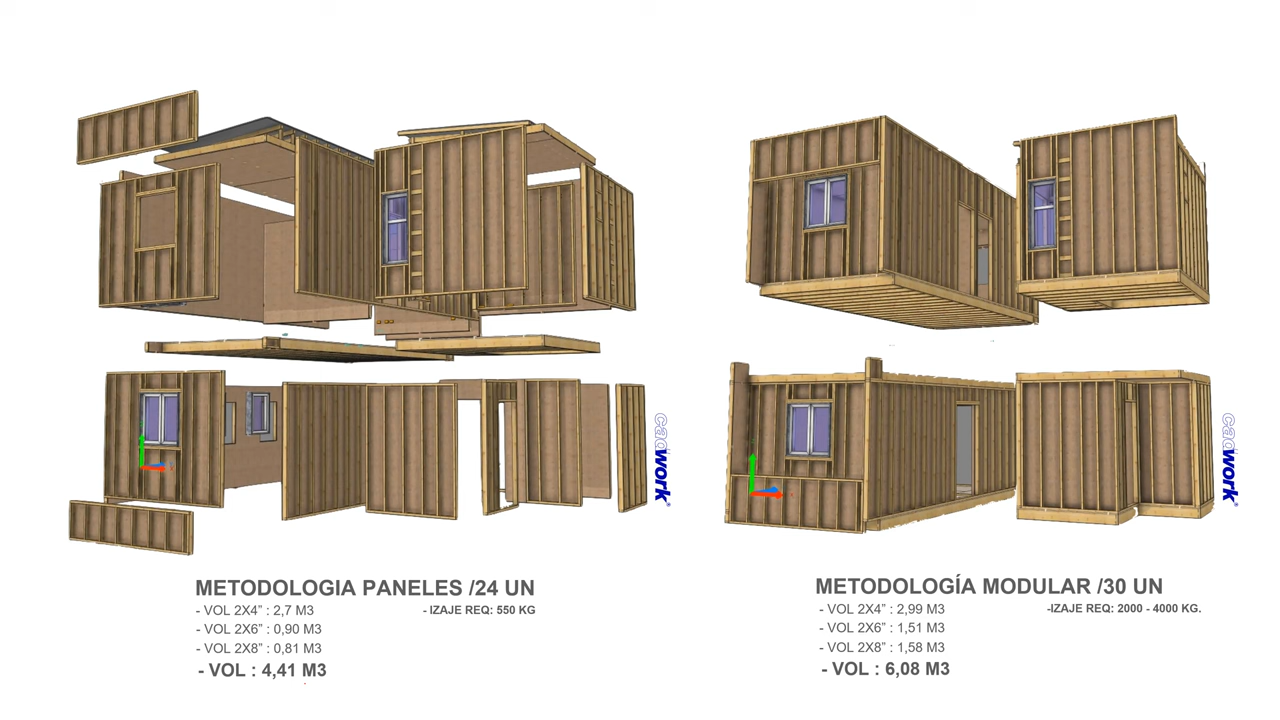 cadwork®
METODOLOGIA PANELES /24 UN
- VOL 2X4” : 2,7 M3
- IZAJE REQ: 550 KG
- VOL 2X6” : 0,90 M3
- VOL 2X8” : 0,81 M3
- VOL : 4,41 M3
cadwork®
METODOLOGÍA MODULAR /30 UN
- VOL 2X4” : 2,99 M3
-IZAJE REQ: 2000 - 4000 KG.
- VOL 2X6” : 1,51 M3
- VOL 2X8” : 1,58 M3
- VOL : 6,08 M3